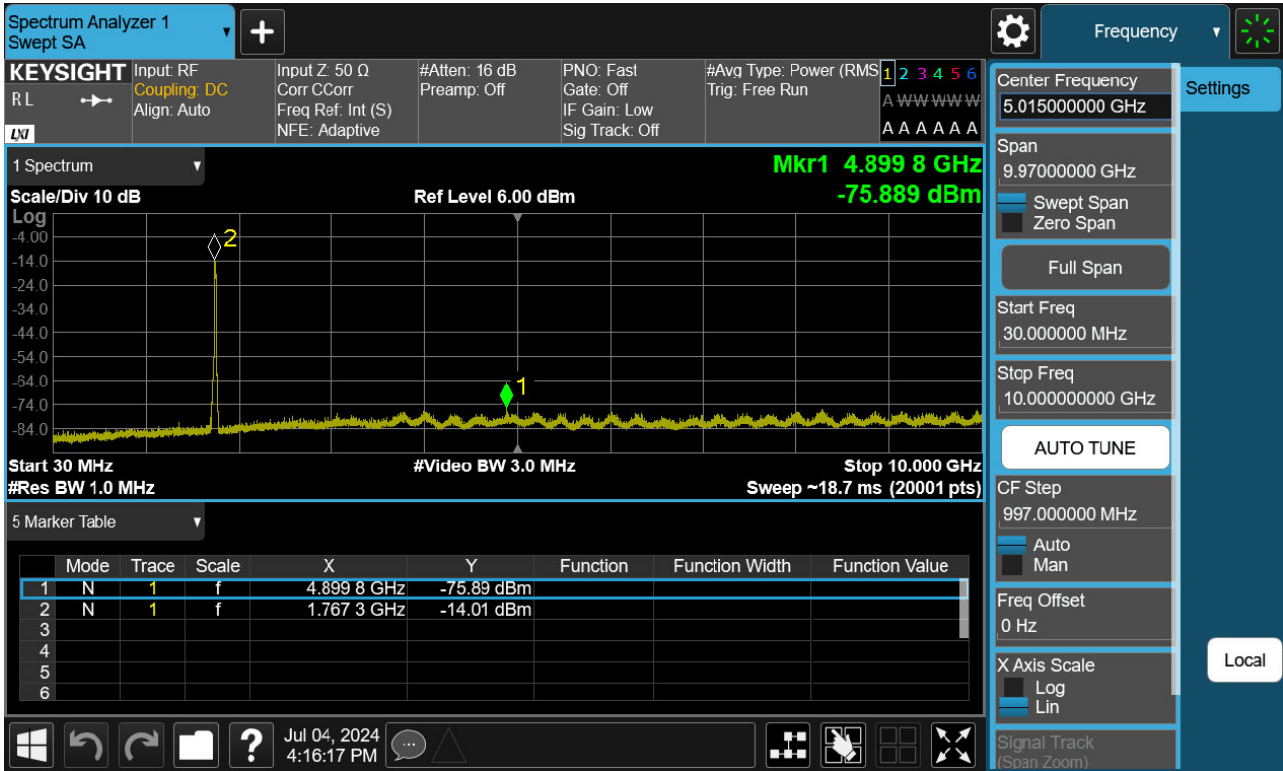 Spectrum Analyzer 1
Swept SA
Frequency
KEYSIGHT
R L
LXI
Input: RF
Coupling: DC
Align: Auto
Input Z: 50 Ω
Corr CCorr
Freq Ref: Int (S)
NFE: Adaptive
#Atten: 16 dB
Preamp: Off
PNO: Fast
Gate: Off
IF Gain: Low
Sig Track: Off
#Avg Type: Power (RMS
Trig: Free Run
1 2 3 4 5 6
A W W W W W
A A A A A A
1 Spectrum
Mkr1 4.899 8 GHz
Scale/Div 10 dB
Ref Level 6.00 dBm
-75.889 dBm
Log
-4.00
-14.0
-24.0
-34.0
-44.0
-54.0
-64.0
-74.0
-84.0
2
1
Start 30 MHz
#Video BW 3.0 MHz
Stop 10.000 GHz
#Res BW 1.0 MHz
Sweep ~18.7 ms (20001 pts)
5 Marker Table
Mode Trace Scale X Y Function Function Width Function Value
1 N 1 f 4.899 8 GHz -75.89 dBm
2 N 1 f 1.767 3 GHz -14.01 dBm
3
4
5
6
Jul 04, 2024
4:16:17 PM
Center Frequency
5.015000000 GHz
Settings
Span
9.97000000 GHz
Swept Span
Zero Span
Full Span
Start Freq
30.000000 MHz
Stop Freq
10.000000000 GHz
AUTO TUNE
CF Step
997.000000 MHz
Auto
Man
Freq Offset
0 Hz
X Axis Scale
Log
Lin
Local
Signal Track
(Span Zoom)